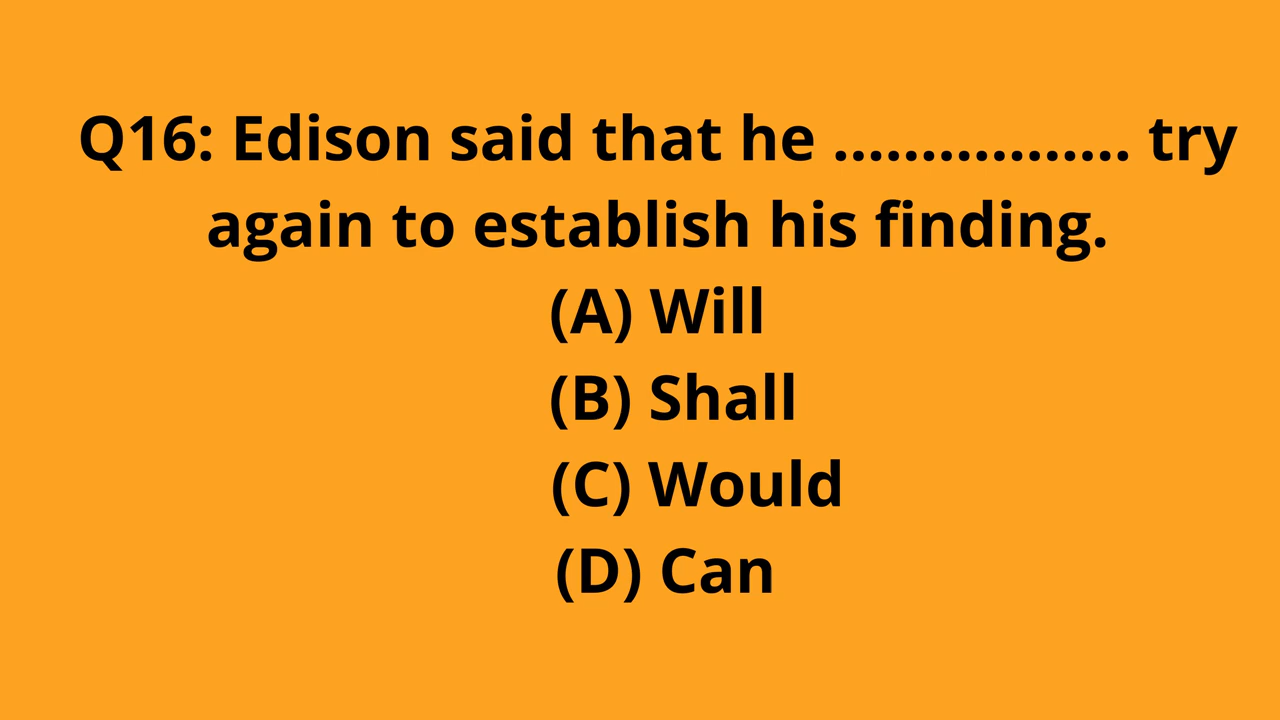 Q16: Edison said that he ................. try
again to establish his finding.
(A) Will
(B) Shall
(C) Would
(D) Can